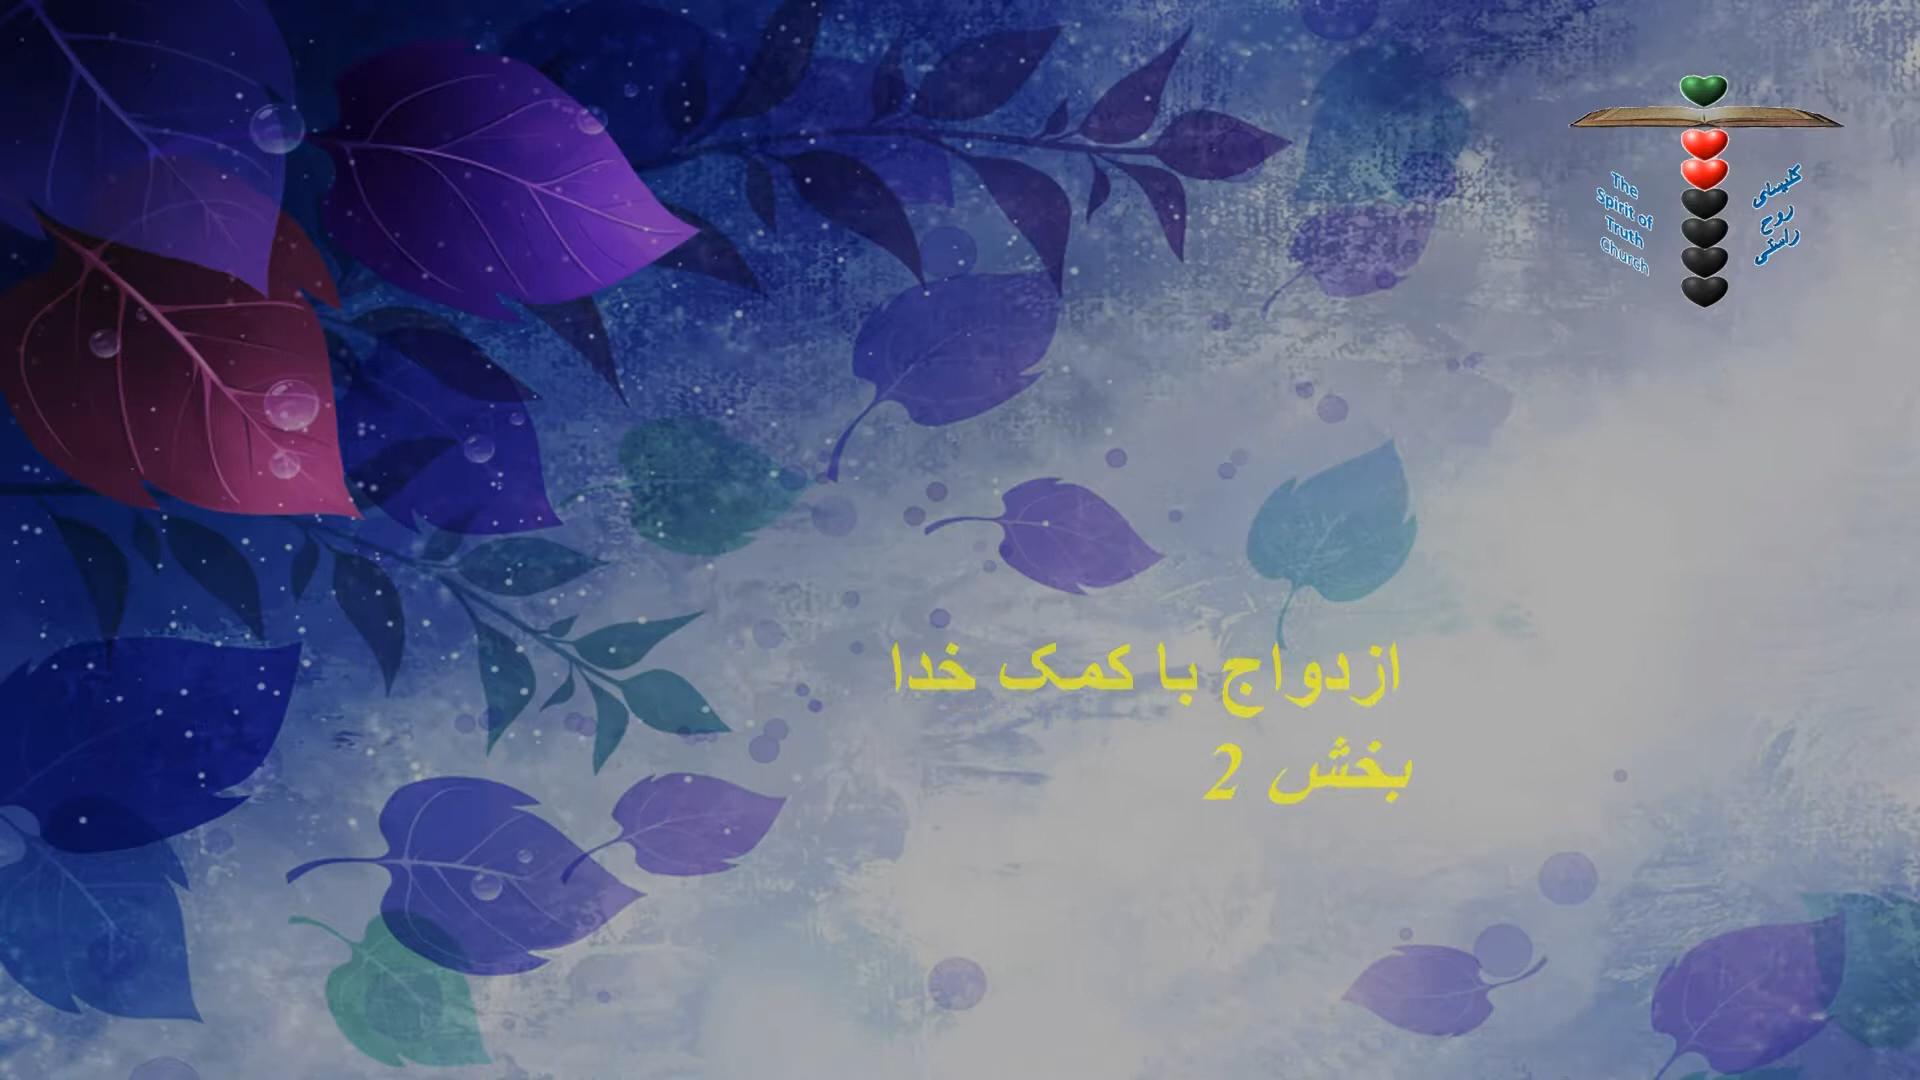 The
Spirit of
Truth
Church
کلیسای
روح
راستی
ازدواج با کمک خدا
بخش 2